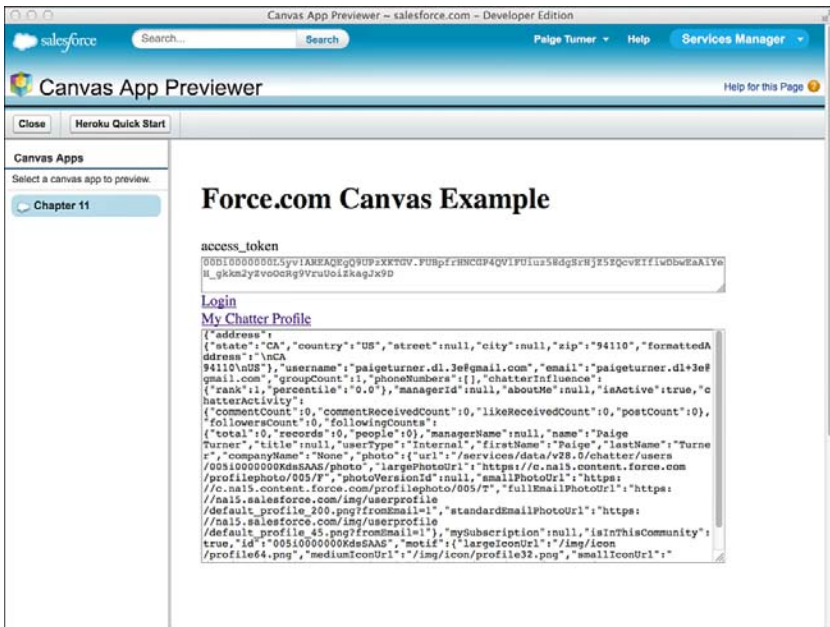 Canvas App Previewer ~ salesforce.com - Developer Edition
salesforce
Search...
Search
Paige Turner
Help
Services Manager
Canvas App Previewer
Help for this Page
Close
Heroku Quick Start
Canvas Apps
Select a canvas app to preview.
Chapter 11
Force.com Canvas Example
access_token
Login
My Chatter Profile
{"address":
{"state":"CA","country":"US","street":null,"city":null,"zip":"94110","formattedA
ddress":"\nCA
94110\nUS"},"username":"paigeturner.dl.3e@gmail.com","email":"paigeturner.dl+3e@
gmail.com","groupCount":1,"phoneNumbers":[],"chatterInfluence":
{"rank":1,"percentile":"0.0"},"managerId":null,"aboutMe":null,"isActive":true,"c
hatterActivity":
{"commentCount":0,"commentReceivedCount":0,"likeReceivedCount":0,"postCount":0},
"followersCount":0,"followingCounts":
{"total":0,"records":0,"people":0},"managerName":null,"name":"Paige
Turner","title":null,"userType":"Internal","firstName":"Paige","lastName":"Turne
r","companyName":"None","photo":{"url":"/services/data/v28.0/chatter/users
/005i0000000KdsSAAS/photo","largePhotoUrl":"https://c.na15.content.force.com
/profilephoto/005/F","photoVersionId":null,"smallPhotoUrl":"https:
//c.na15.content.force.com/profilephoto/005/T","fullEmailPhotoUrl":"https:
//na15.salesforce.com/img/userprofile
/default_profile_200.png?fromEmail=1","standardEmailPhotoUrl":"https:
//na15.salesforce.com/img/userprofile
/default_profile_45.png?fromEmail=1"},"mySubscription":null,"isInThisCommunity":
true,"id":"005i0000000KdsSAAS","motif":{"largeIconUrl":"/img/icon
/profile64.png","mediumIconUrl":"/img/icon/profile32.png","smallIconUrl":"